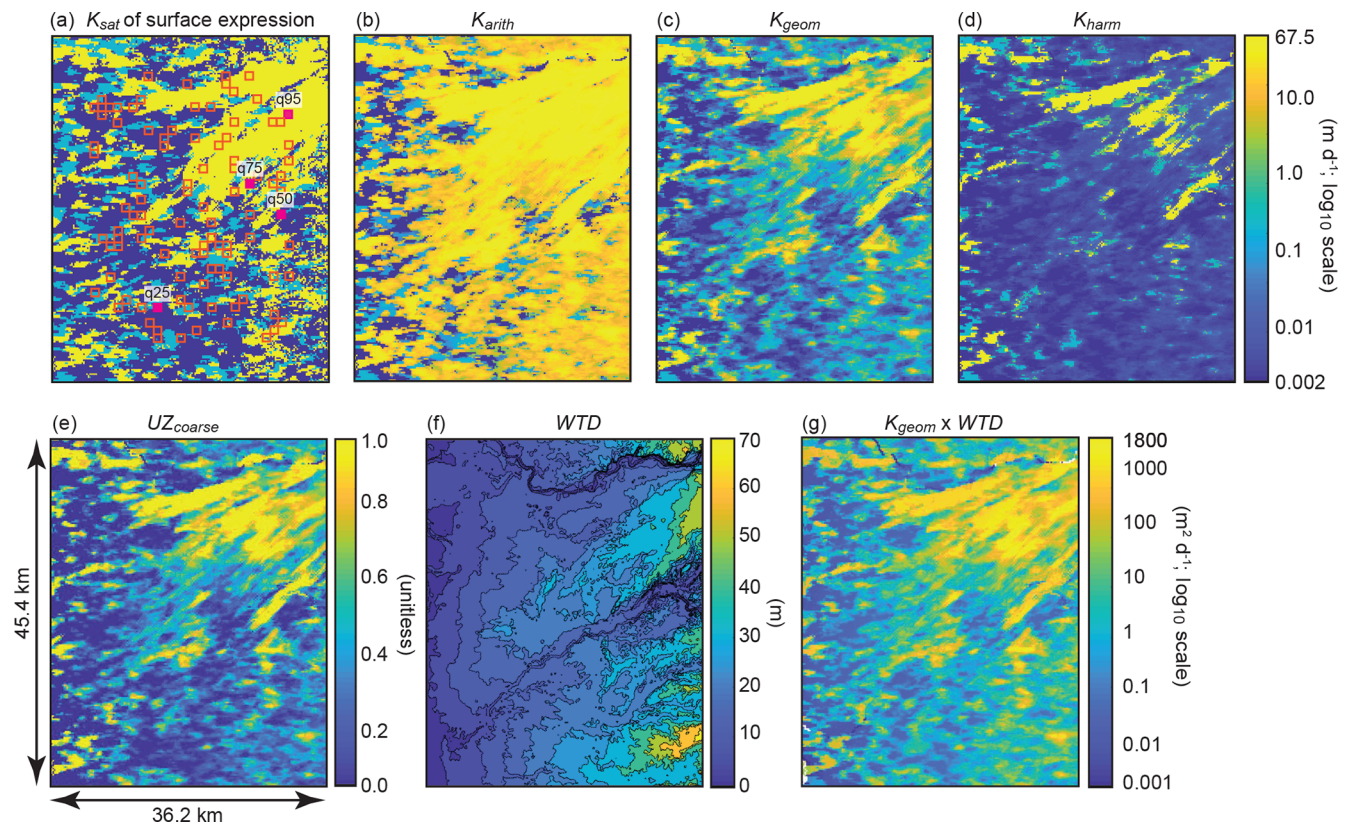 (a) Ksat of surface expression
(b) Karith
(c) Kgeom
(d) Kharm
q95
q75
q50
q25
67.5
10.0
1.0
0.1
0.01
0.002
(m d-1; log10 scale)
(e) UZcoarse
(f) WTD
(g) Kgeom x WTD
45.4 km
36.2 km
1.0
0.8
0.6
0.4
0.2
0.0
(unitless)
70
60
50
40
30
20
10
0
(m)
1800
1000
100
10
1
0.1
0.01
0.001
(m2 d-1; log10 scale)